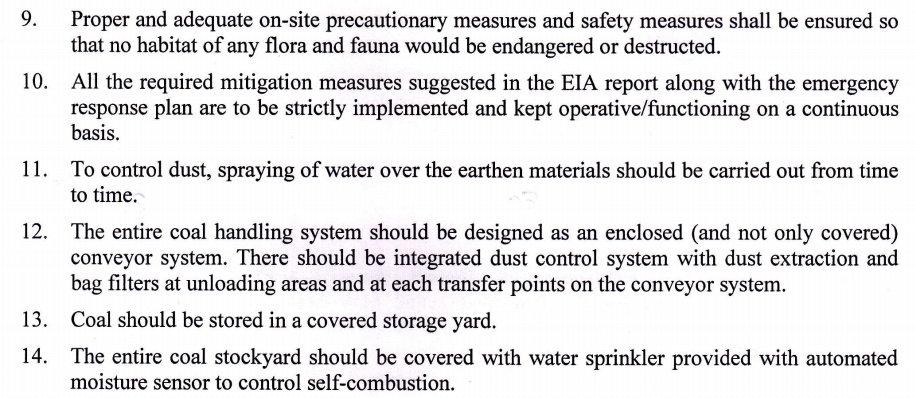 9. Proper and adequate on-site precautionary measures and safety measures shall be ensured so
that no habitat of any flora and fauna would be endangered or destructed.
10. All the required mitigation measures suggested in the EIA report along with the emergency
response plan are to be strictly implemented and kept operative/functioning on a continuous
basis.
11. To control dust, spraying of water over the earthen materials should be carried out from time
to time.
12. The entire coal handling system should be designed as an enclosed (and not only covered)
conveyor system. There should be integrated dust control system with dust extraction and
bag filters at unloading areas and at each transfer points on the conveyor system.
13. Coal should be stored in a covered storage yard.
14. The entire coal stockyard should be covered with water sprinkler provided with automated
moisture sensor to control self-combustion.